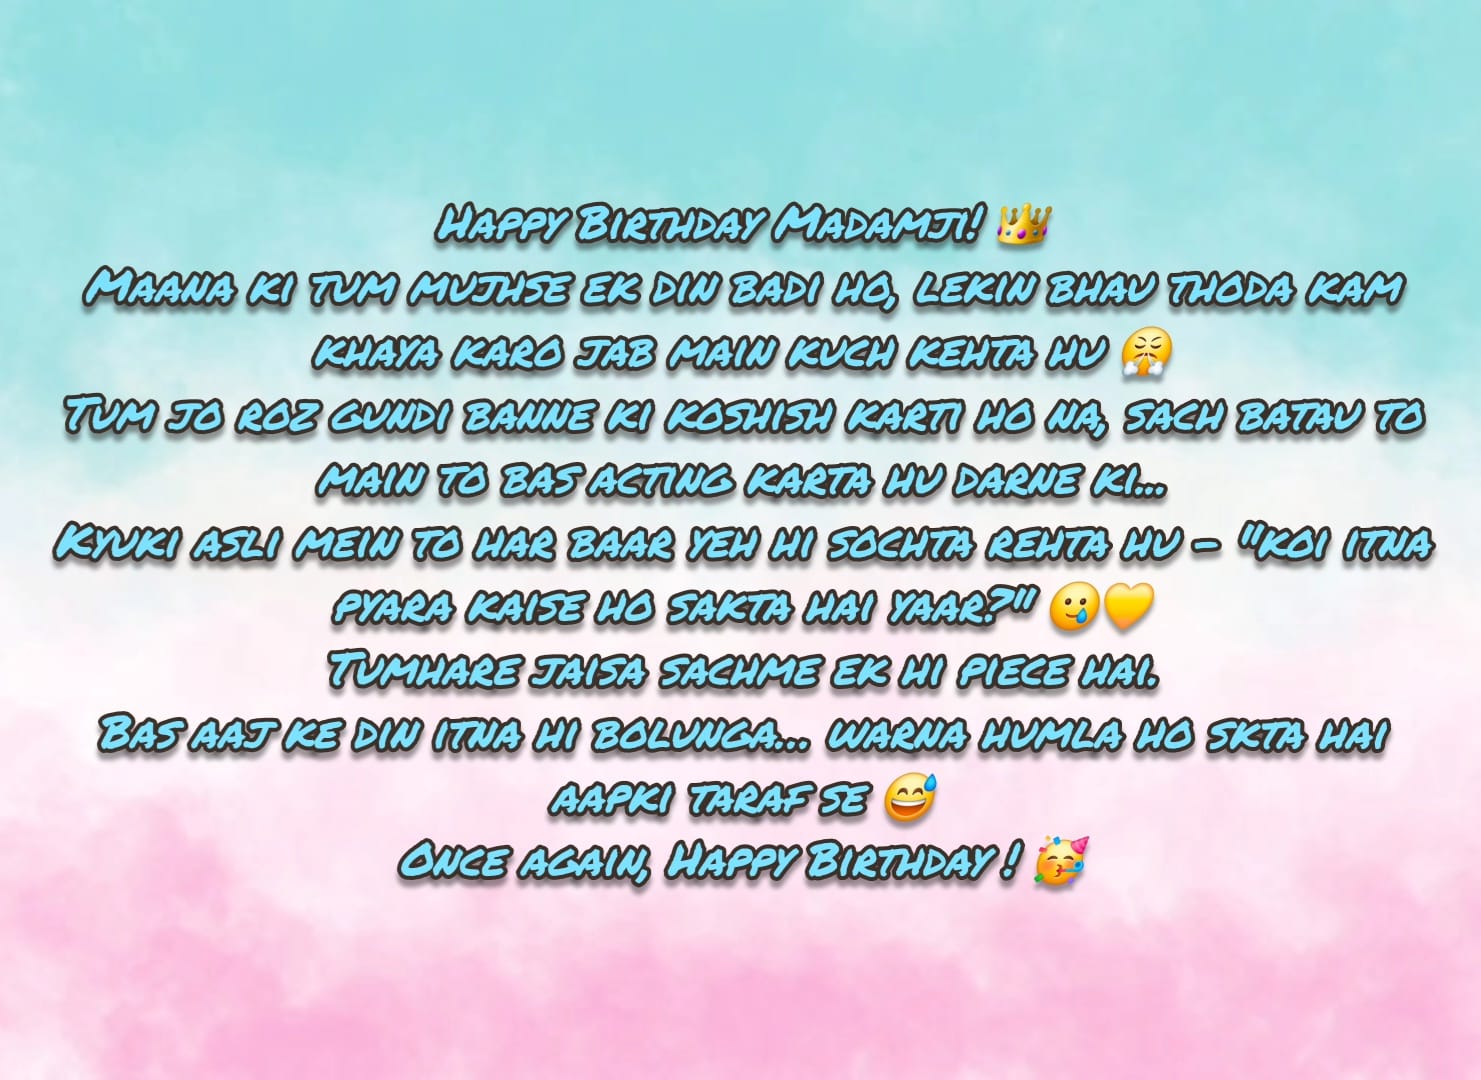 Happy Birthday Madamji! 👑
Maana ki tum mujhse ek din badi ho, lekin bhau thoda kam
khaya karo jab main kuch kehta hu 😤
Tum jo roz gundi banne ki koshish karti ho na, sach batau to
main to bas acting karta hu darne ki...
Kyuki asli mein to har baar yeh hi sochta rehta hu - "koi itna
pyara kaise ho sakta hai yaar?" 🥲💛
Tumhare jaisa sachme ek hi piece hai.
Bas aaj ke din itna hi bolunga... warna humla ho skta hai
aapki taraf se 😅
Once again, Happy Birthday ! 🥳